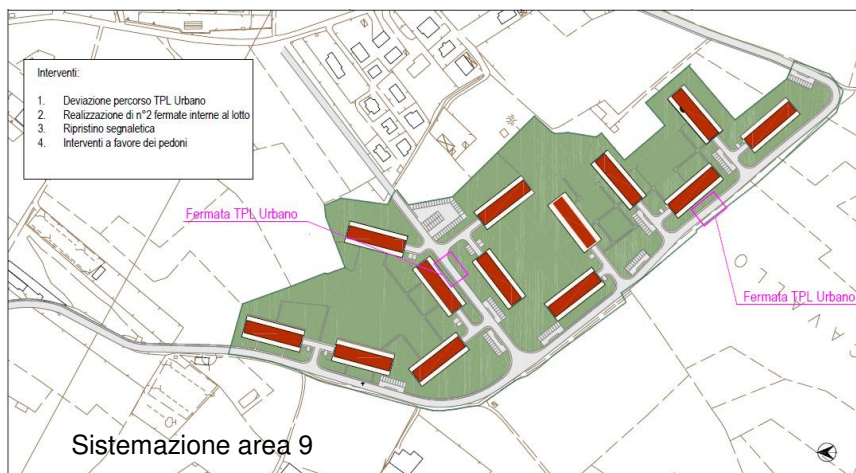 Interventi:
1. Deviazione percorso TPL Urbano
2. Realizzazione di n°2 fermate interne al lotto
3. Ripristino segnaletica
4. Interventi a favore dei pedoni
Fermata TPL Urbano
Fermata TPL Urbano
Sistemazione area 9